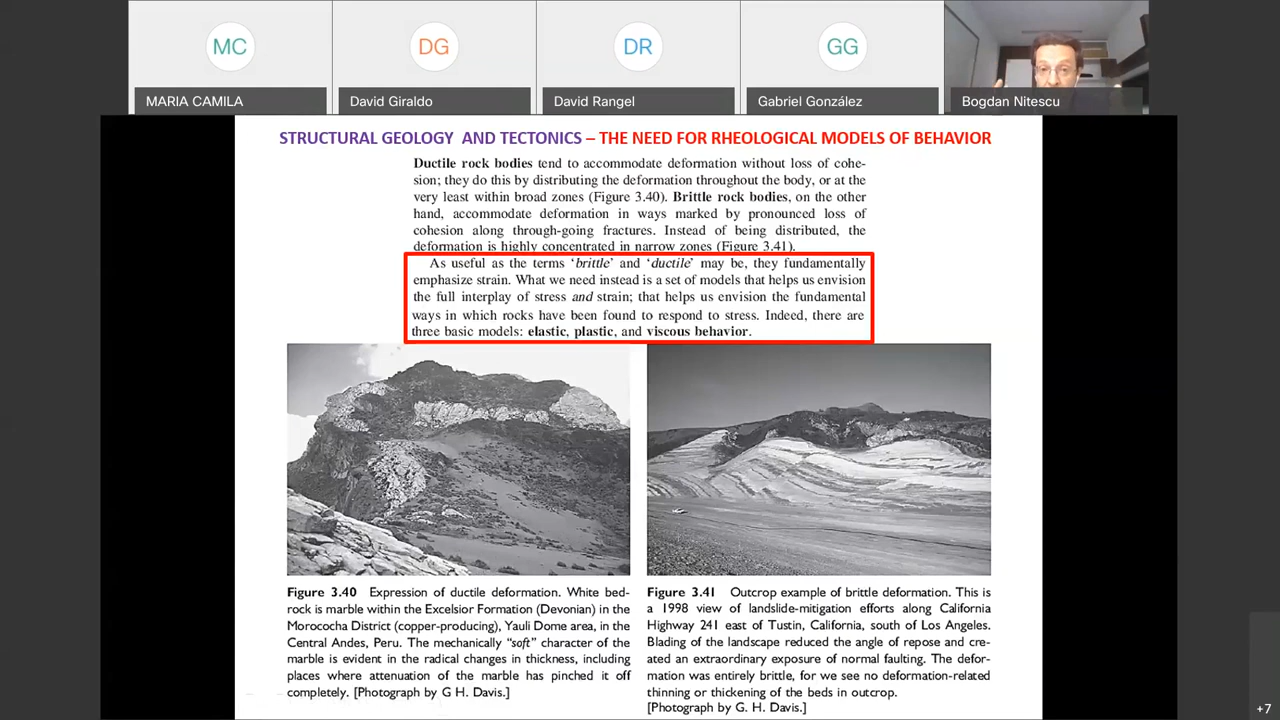 MC
DG
DR
GG
MARIA CAMILA
David Giraldo
David Rangel
Gabriel González
Bogdan Nitescu
STRUCTURAL GEOLOGY AND TECTONICS – THE NEED FOR RHEOLOGICAL MODELS OF BEHAVIOR
Ductile rock bodies tend to accommodate deformation without loss of cohe-
sion; they do this by distributing the deformation throughout the body, or at the
very least within broad zones (Figure 3.40). Brittle rock bodies, on the other
hand, accommodate deformation in ways marked by pronounced loss of
cohesion along through-going fractures. Instead of being distributed, the
deformation is highly concentrated in narrow zones (Figure 3.41).
As useful as the terms ‘brittle’ and ‘ductile’ may be, they fundamentally
emphasize strain. What we need instead is a set of models that helps us envision
the full interplay of stress and strain; that helps us envision the fundamental
ways in which rocks have been found to respond to stress. Indeed, there are
three basic models: elastic, plastic, and viscous behavior.
Figure 3.40 Expression of ductile deformation. White bed-
rock is marble within the Excelsior Formation (Devonian) in the
Morococha District (copper-producing), Yauli Dome area, in the
Central Andes, Peru. The mechanically “soft” character of the
marble is evident in the radical changes in thickness, including
places where attenuation of the marble has pinched it off
completely. [Photograph by G H. Davis.]
Figure 3.41 Outcrop example of brittle deformation. This is
a 1998 view of landslide-mitigation efforts along California
Highway 241 east of Tustin, California, south of Los Angeles.
Blading of the landscape reduced the angle of repose and cre-
ated an extraordinary exposure of normal faulting. The defor-
mation was entirely brittle, for we see no deformation-related
thinning or thickening of the beds in outcrop.
[Photograph by G. H. Davis.]
+7